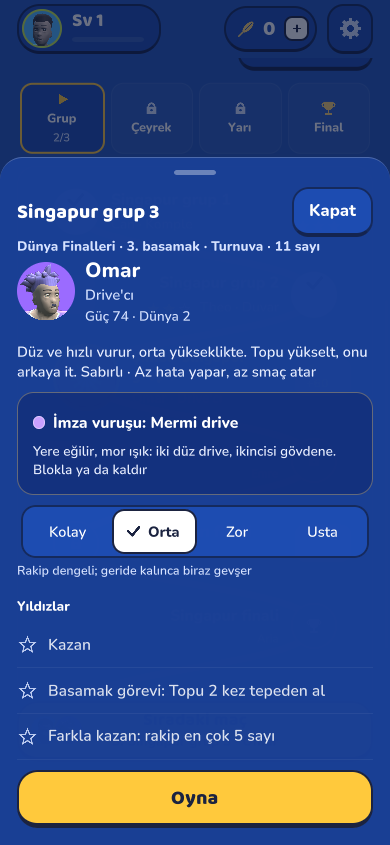 Sv 1
0
+
Grup
2/3
Çeyrek
Yarı
Final
Singapur grup 3
Kapat
Dünya Finalleri · 3. basamak · Turnuva · 11 sayı
Omar
Drive'cı
Güç 74 · Dünya 2
Düz ve hızlı vurur, orta yükseklikte. Topu yükselt, onu
arkaya it. Sabırlı · Az hata yapar, az smaç atar
İmza vuruşu: Mermi drive
Yere eğilir, mor ışık: iki düz drive, ikincisi gövdene.
Blokla ya da kaldır
Kolay
Orta
Zor
Usta
Rakip dengeli; geride kalınca biraz gevşer
Yıldızlar
Kazan
Basamak görevi: Topu 2 kez tepeden al
Farkla kazan: rakip en çok 5 sayı
Oyna